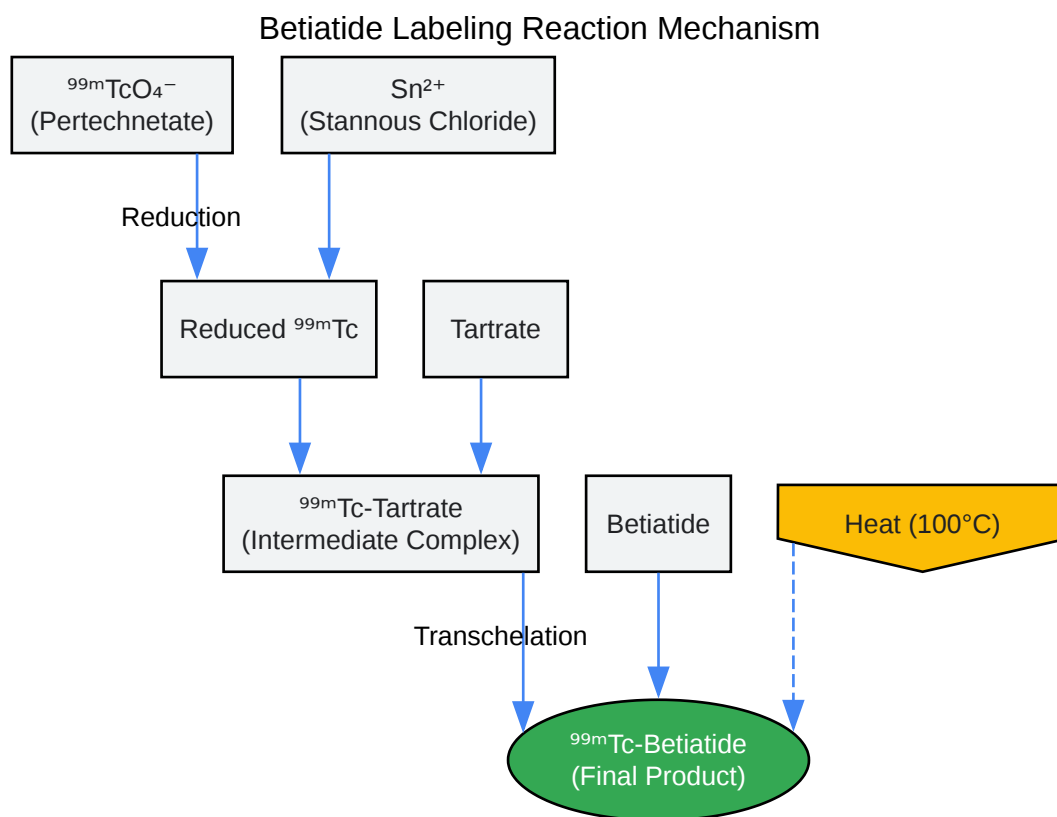 Betiatide Labeling Reaction Mechanism
⁹⁹ᵐTcO₄⁻
(Pertechnetate)
Sn²⁺
(Stannous Chloride)
Reduction
Reduced ⁹⁹ᵐTc
Tartrate
⁹⁹ᵐTc-Tartrate
(Intermediate Complex)
Betiatide
Heat (100°C)
Transchelation
⁹⁹ᵐTc-Betiatide
(Final Product)